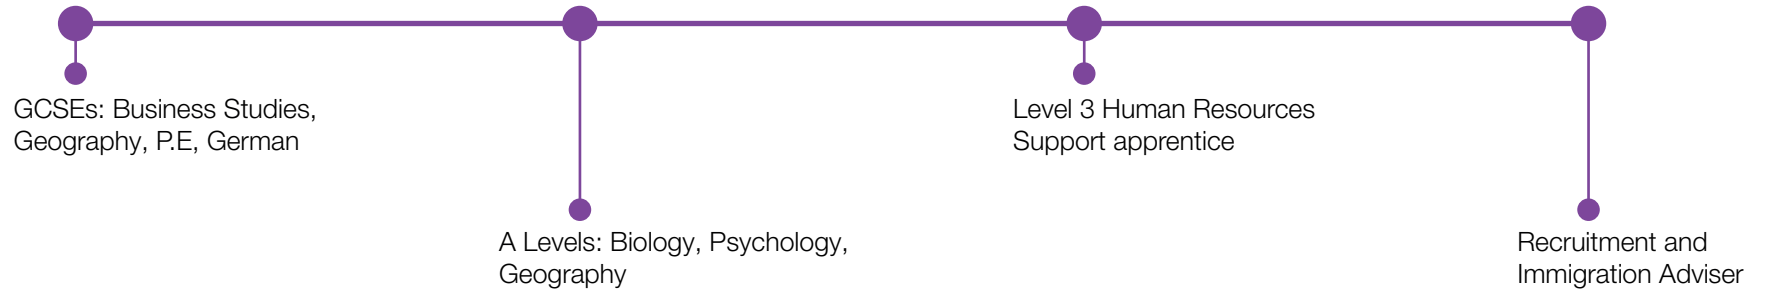 GCSEs: Business Studies,
Geography, P.E, German
A Levels: Biology, Psychology,
Geography
Level 3 Human Resources
Support apprentice
Recruitment and
Immigration Adviser